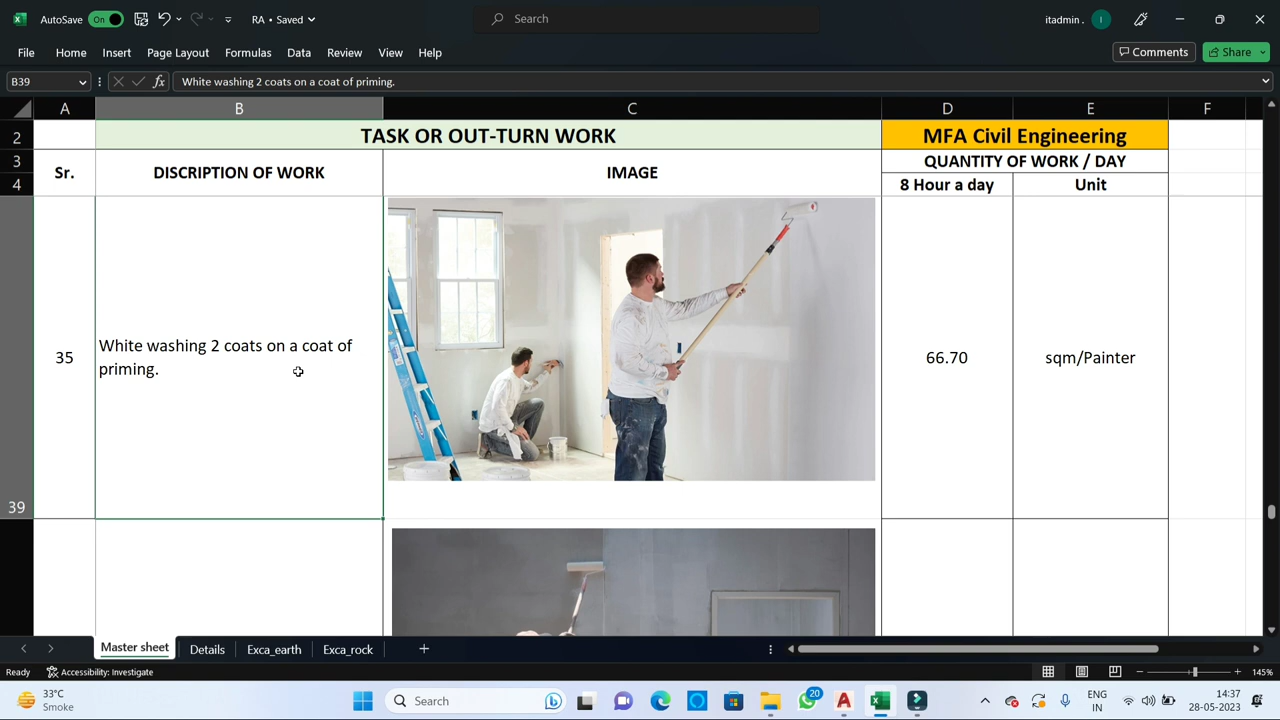 AutoSave On RA • Saved Search itadmin . I
File Home Insert Page Layout Formulas Data Review View Help Comments Share
B39 fx White washing 2 coats on a coat of priming.
A B C D E F
2 TASK OR OUT-TURN WORK MFA Civil Engineering
3 Sr. DISCRIPTION OF WORK IMAGE QUANTITY OF WORK / DAY
4 8 Hour a day Unit
35 White washing 2 coats on a coat of 66.70 sqm/Painter
priming.
39
Master sheet Details Exca_earth Exca_rock
Ready Accessibility: Investigate 145%
33°C Search 20 ENG 14:37
Smoke IN 28-05-2023